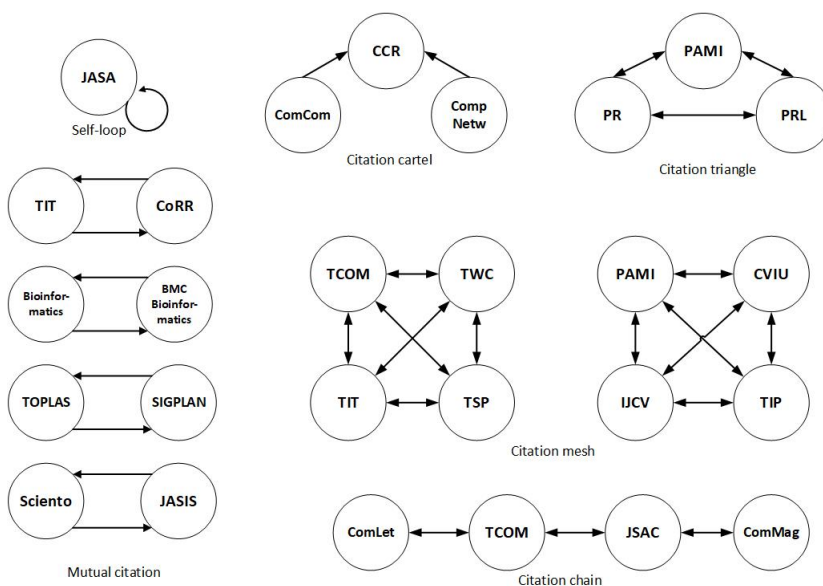 JASA
Self-loop
CCR
ComCom
Comp
Netw
Citation cartel
PAMI
PR
PRL
Citation triangle
TIT
CoRR
Bioinfor-
matics
BMC
Bioinfor-
matics
TOPLAS
SIGPLAN
Sciento
JASIS
Mutual citation
TCOM
TWC
TIT
TSP
PAMI
CVIU
IJCV
TIP
Citation mesh
ComLet
TCOM
JSAC
ComMag
Citation chain